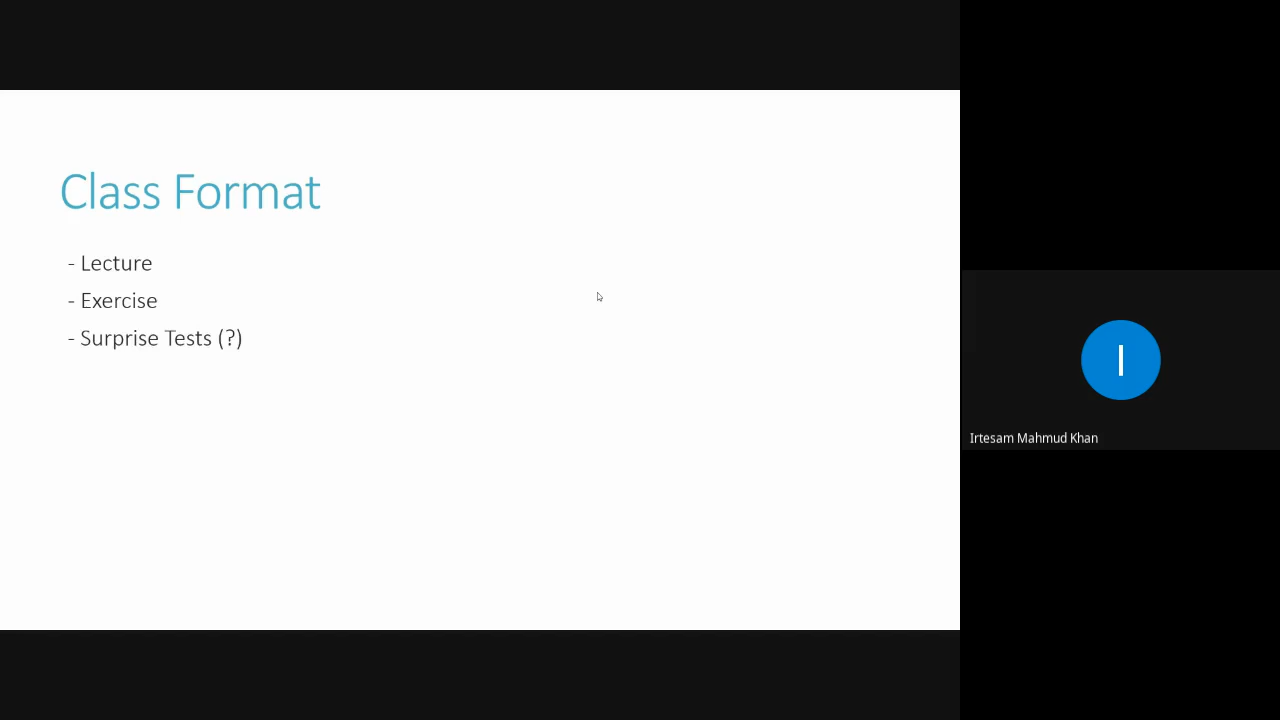 Class Format
- Lecture
- Exercise
- Surprise Tests (?)
I
Irtesam Mahmud Khan